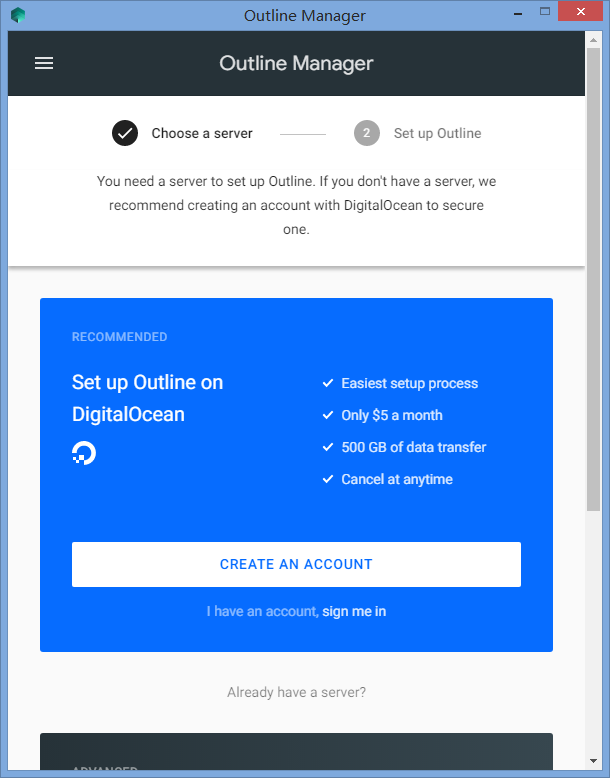 Outline Manager
Outline Manager
Choose a server
2
Set up Outline
You need a server to set up Outline. If you don't have a server, we
recommend creating an account with DigitalOcean to secure
one.
RECOMMENDED
Set up Outline on
DigitalOcean
Easiest setup process
Only $5 a month
500 GB of data transfer
Cancel at anytime
CREATE AN ACCOUNT
I have an account, sign me in
Already have a server?
ADVANCED